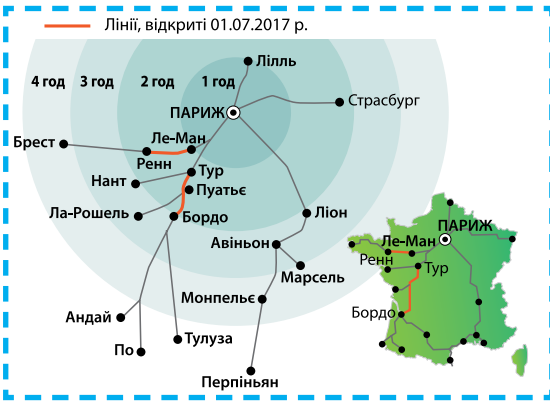 Лінії, відкриті 01.07.2017 р.
4 год
3 год
2 год
1 год
Лілль
Страсбург
ПАРИЖ
Брест
Ле-Ман
Ренн
Тур
Нант
Пуатьє
Ла-Рошель
Бордо
Ліон
Авіньон
Марсель
Монпельє
Андай
По
Тулуза
Перпіньян
ПАРИЖ
Ле-Ман
Ренн
Тур
Бордо